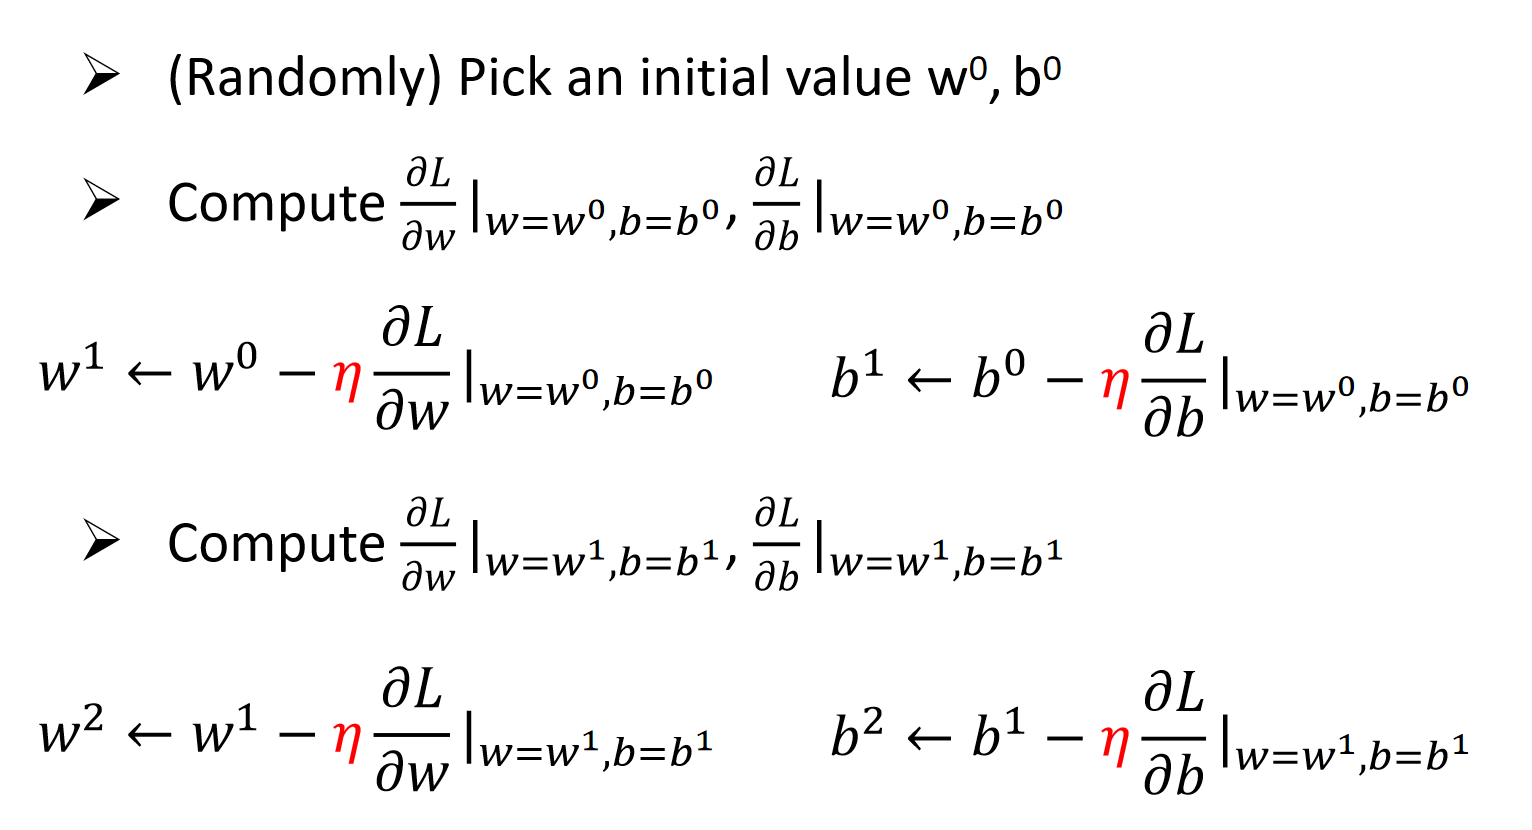 ➢ (Randomly) Pick an initial value w⁰, b⁰
➢ Compute ∂L/∂w |w=w⁰,b=b⁰, ∂L/∂b |w=w⁰,b=b⁰
w¹ ← w⁰ − η ∂L/∂w |w=w⁰,b=b⁰ b¹ ← b⁰ − η ∂L/∂b |w=w⁰,b=b⁰
➢ Compute ∂L/∂w |w=w¹,b=b¹, ∂L/∂b |w=w¹,b=b¹
w² ← w¹ − η ∂L/∂w |w=w¹,b=b¹ b² ← b¹ − η ∂L/∂b |w=w¹,b=b¹